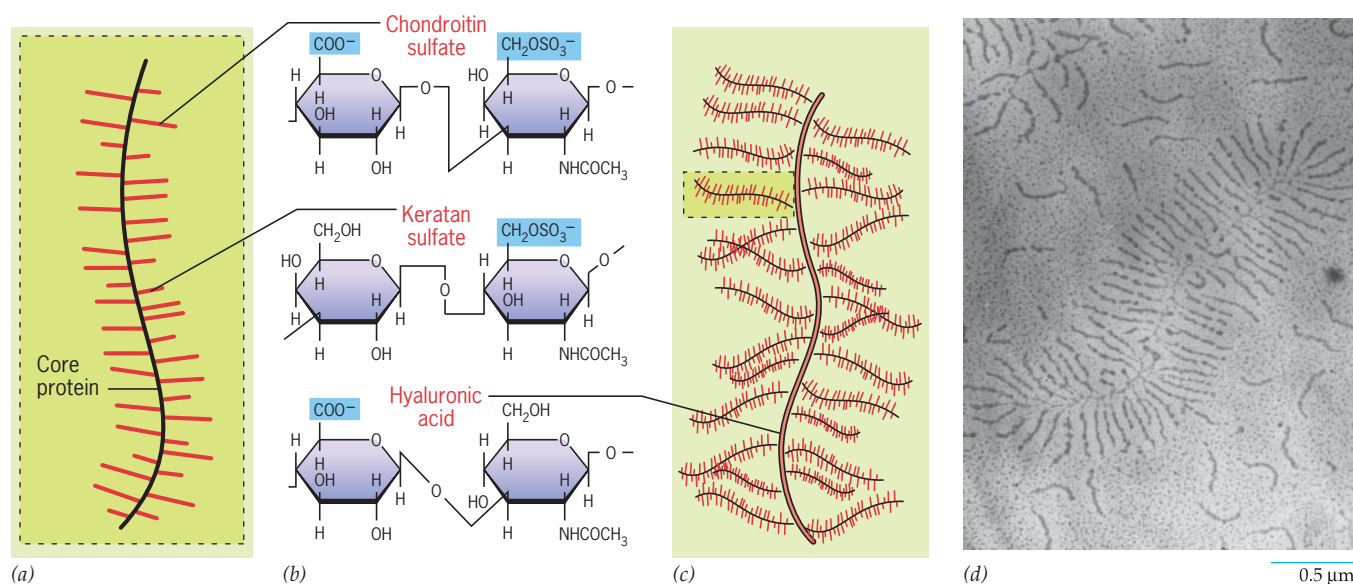 Core
protein
(a)
Chondroitin
sulfate
COO–
CH2OSO3–
H
O
H
OH
H
H
H
OH
O
HO
O
H
H
H
H
NHCOCH3
O
Keratan
sulfate
CH2OH
CH2OSO3–
HO
O
H
H
H
H
H
OH
O
H
O
H
OH
H
H
H
NHCOCH3
O
Hyaluronic
acid
COO–
CH2OH
H
O
H
OH
H
H
H
OH
O
H
O
H
HO
H
H
H
NHCOCH3
O
(b)
(c)
(d)
0.5 µm